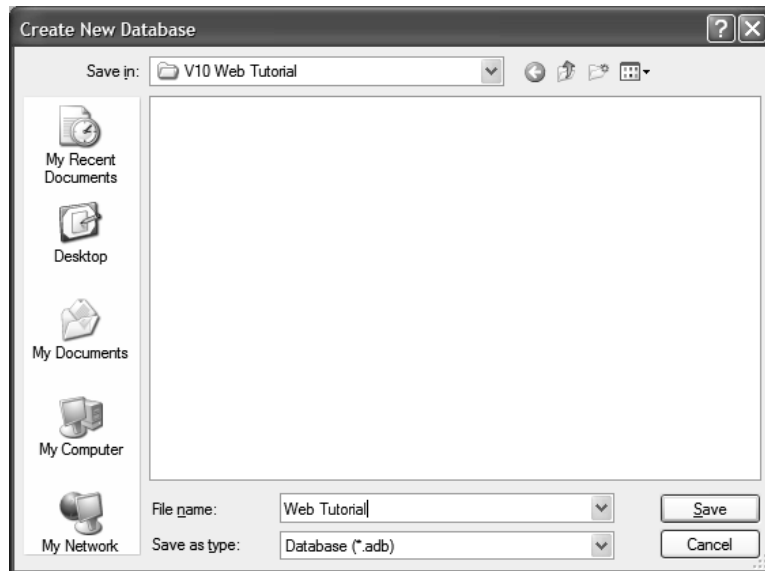 Create New Database
Save in:
V10 Web Tutorial
My Recent
Documents
Desktop
My Documents
My Computer
My Network
File name:
Web Tutorial
Save
Save as type:
Database (*.adb)
Cancel